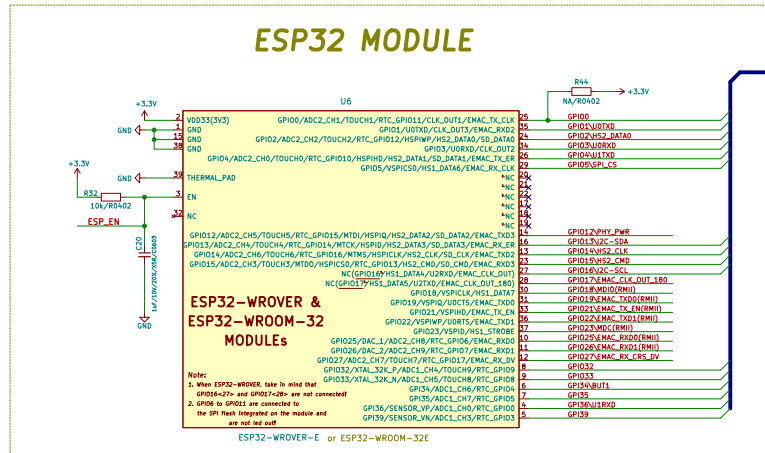 ESP32 MODULE
U6
R44
NA/R0402
+3.3V
+3.3V
2 VDD33(3V3)
1 GND
15 GND
38 GND
GND
39 THERMAL_PAD
GND
+3.3V
R32
10k/R0402
3 EN
ESP_EN
32 NC
C20
1uF/10V/20%/X5R/C0603
GND
GPIO0/ADC2_CH1/TOUCH1/RTC_GPIO11/CLK_OUT1/EMAC_TX_CLK 25 GPIO0
GPIO1/U0TXD/CLK_OUT3/EMAC_RXD2 35 GPIO1\U0TXD
GPIO2/ADC2_CH2/TOUCH2/RTC_GPIO12/HSPIWP/HS2_DATA0/SD_DATA0 24 GPIO2\HS2_DATA0
GPIO3/U0RXD/CLK_OUT2 34 GPIO3\U0RXD
GPIO4/ADC2_CH0/TOUCH0/RTC_GPIO10/HSPIHD/HS2_DATA1/SD_DATA1/EMAC_TX_ER 26 GPIO4\U1TXD
GPIO5/VSPICS0/HS1_DATA6/EMAC_RX_CLK 29 GPIO5\SPI_CS
NC 20
NC 21
NC 22
NC 17
NC 18
NC 19
GPIO12/ADC2_CH5/TOUCH5/RTC_GPIO15/MTDI/HSPIQ/HS2_DATA2/SD_DATA2/EMAC_TXD3 14 GPIO12\PHY_PWR
GPIO13/ADC2_CH4/TOUCH4/RTC_GPIO14/MTCK/HSPID/HS2_DATA3/SD_DATA3/EMAC_RX_ER 16 GPIO13\I2C-SDA
GPIO14/ADC2_CH6/TOUCH6/RTC_GPIO16/MTMS/HSPICLK/HS2_CLK/SD_CLK/EMAC_TXD2 13 GPIO14\HS2_CLK
GPIO15/ADC2_CH3/TOUCH3/MTDO/HSPICS0/RTC_GPIO13/HS2_CMD/SD_CMD/EMAC_RXD3 23 GPIO15\HS2_CMD
NC(GPIO16/HS1_DATA4/U2RXD/EMAC_CLK_OUT) 27 GPIO16\I2C-SCL
NC(GPIO17/HS1_DATA5/U2TXD/EMAC_CLK_OUT_180) 28 GPIO17\EMAC_CLK_OUT_180
GPIO18/VSPICLK/HS1_DATA7 30 GPIO18\MDIO(RMII)
GPIO19/VSPIQ/U0CTS/EMAC_TXD0 31 GPIO19\EMAC_TXD0(RMII)
GPIO21/VSPIHD/EMAC_TX_EN 33 GPIO21\EMAC_TX_EN(RMII)
GPIO22/VSPIWP/U0RTS/EMAC_TXD1 36 GPIO22\EMAC_TXD1(RMII)
GPIO23/VSPID/HS1_STROBE 37 GPIO23\MDC(RMII)
GPIO25/DAC_1/ADC2_CH8/RTC_GPIO6/EMAC_RXD0 10 GPIO25\EMAC_RXD0(RMII)
GPIO26/DAC_2/ADC2_CH9/RTC_GPIO7/EMAC_RXD1 11 GPIO26\EMAC_RXD1(RMII)
GPIO27/ADC2_CH7/TOUCH7/RTC_GPIO17/EMAC_RX_DV 12 GPIO27\EMAC_RX_CRS_DV
GPIO32/XTAL_32K_P/ADC1_CH4/TOUCH9/RTC_GPIO9 8 GPIO32
GPIO33/XTAL_32K_N/ADC1_CH5/TOUCH8/RTC_GPIO8 9 GPIO33
GPIO34/ADC1_CH6/RTC_GPIO4 6 GPIO34\BUT1
GPIO35/ADC1_CH7/RTC_GPIO5 7 GPIO35
GPIO36/SENSOR_VP/ADC1_CH0/RTC_GPIO0 4 GPIO36\U1RXD
GPIO39/SENSOR_VN/ADC1_CH3/RTC_GPIO3 5 GPIO39
ESP32-WROVER &
ESP32-WROOM-32
MODULEs
Note:
1. When ESP32-WROVER, take in mind that
GPIO16<27> and GPIO17<28> are not connected!
2. GPIO6 to GPIO11 are connected to
the SPI flash integrated on the module and
are not led out!
ESP32-WROVER-E or ESP32-WROOM-32E